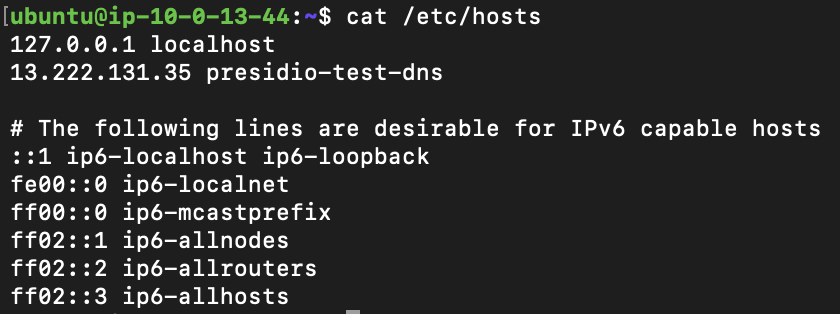 [ubuntu@ip-10-0-13-44:~$ cat /etc/hosts
127.0.0.1 localhost
13.222.131.35 presidio-test-dns
# The following lines are desirable for IPv6 capable hosts
::1 ip6-localhost ip6-loopback
fe00::0 ip6-localnet
ff00::0 ip6-mcastprefix
ff02::1 ip6-allnodes
ff02::2 ip6-allrouters
ff02::3 ip6-allhosts